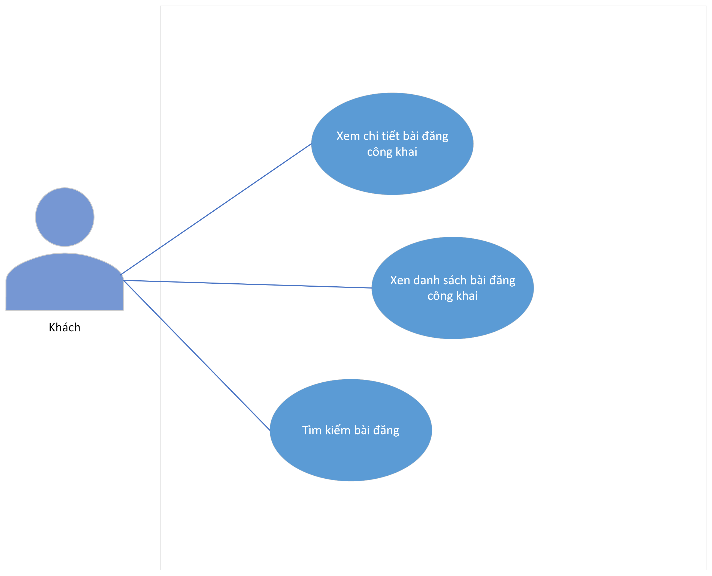 Xem chi tiết bài đăng
công khai
Xen danh sách bài đăng
công khai
Khách
Tìm kiếm bài đăng